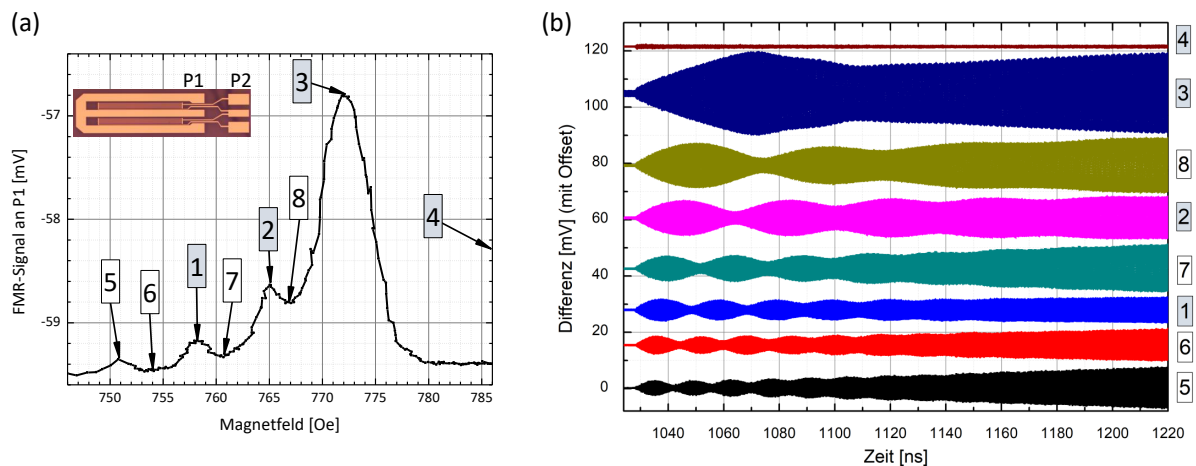 (a)
P1 P2
3
8
2
4
1
7
5
6
-57
-58
-59
FMR-Signal an P1 [mV]
750 755 760 765 770 775 780 785
Magnetfeld [Oe]
(b)
120
100
80
60
40
20
0
Differenz [mV] (mit Offset)
4
3
8
2
7
1
6
5
1040 1060 1080 1100 1120 1140 1160 1180 1200 1220
Zeit [ns]